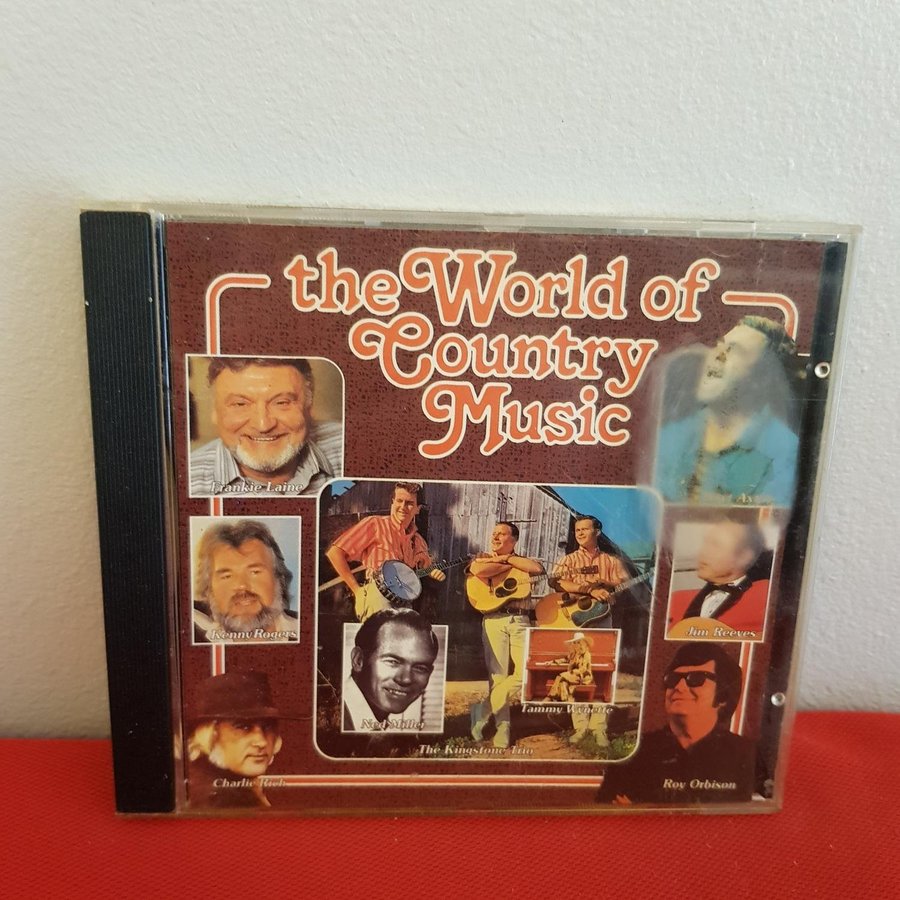 the World of
Country
Music
Frankie Laine
Kenny Rogers
Jim Reeves
Ned Miller
Tammy Wynette
The Kingstone Trio
Charlie Rich
Roy Orbison